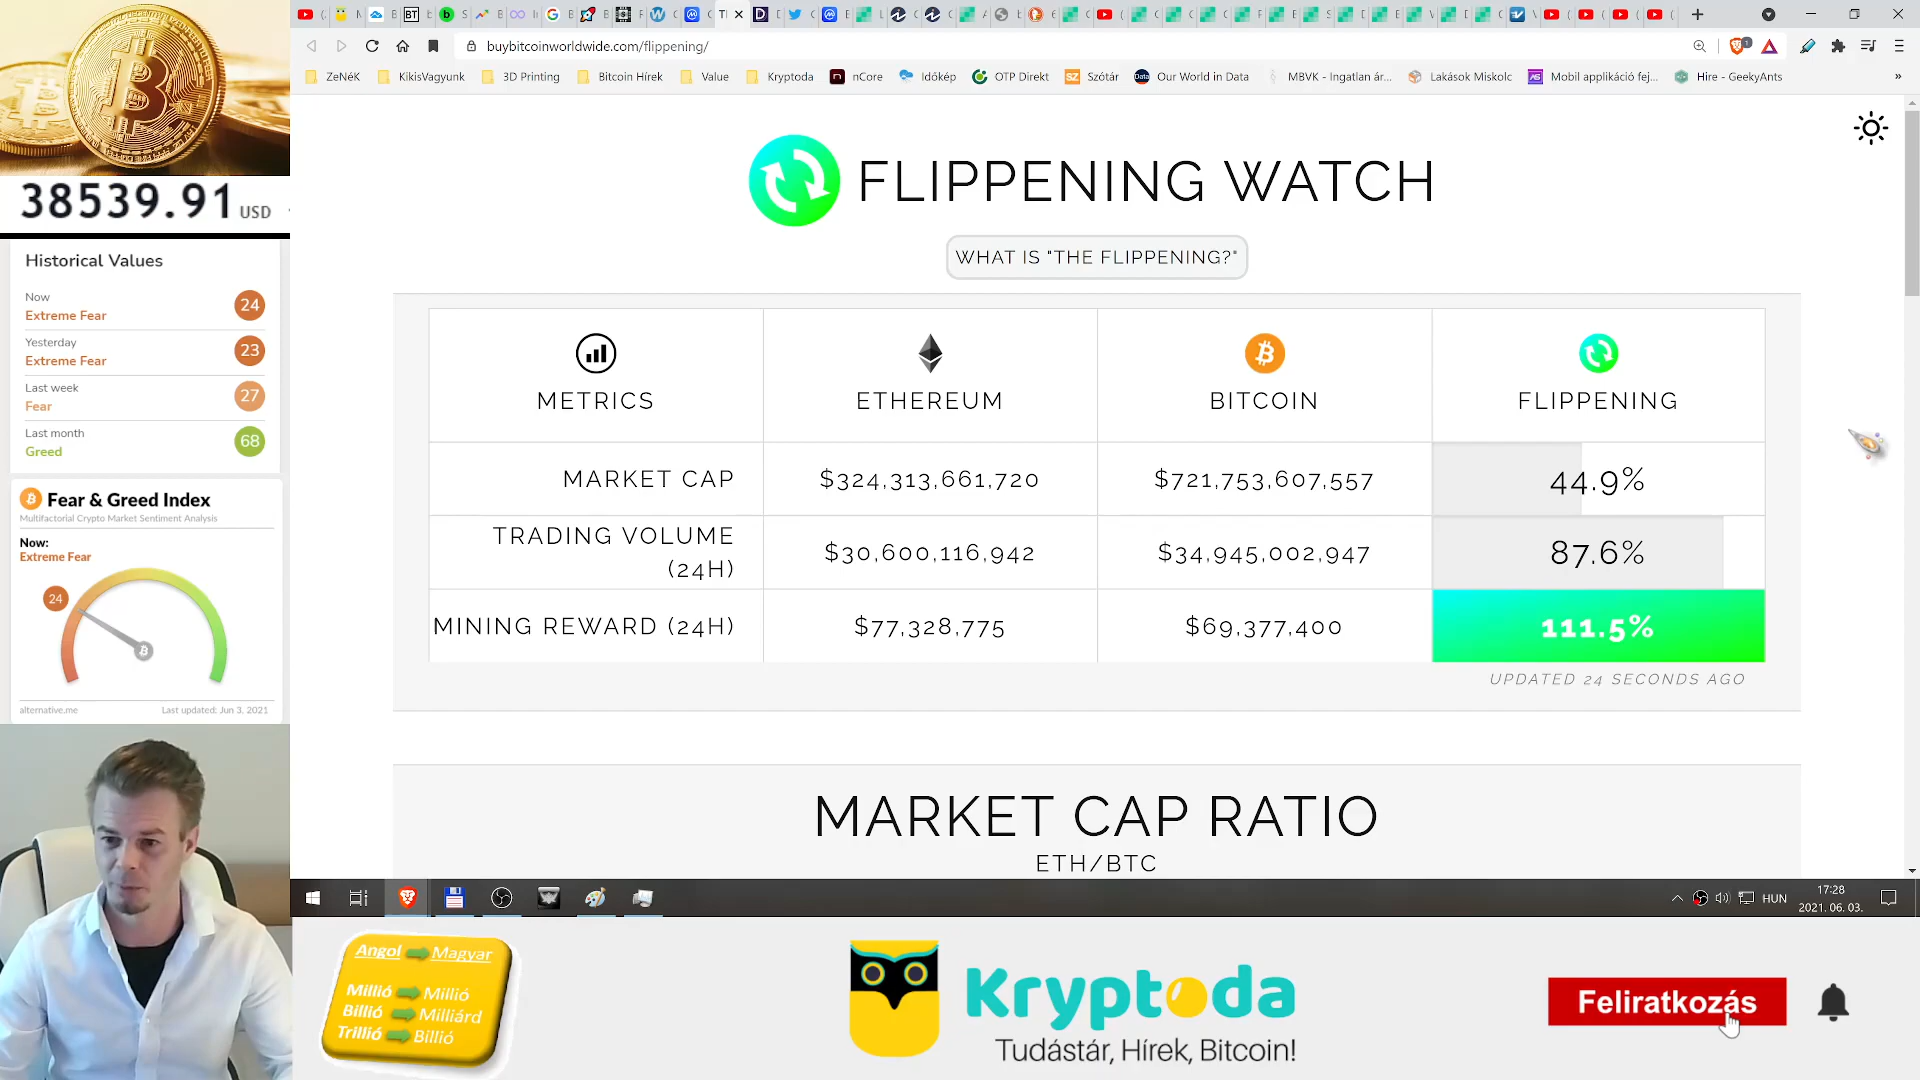 buybitcoinworldwide.com/flippening/
ZeNéK
KikisVagyunk
3D Printing
Bitcoin Hírek
Value
Kryptoda
nCore
Időkép
OTP Direkt
Szótár
Our World in Data
MBVK - Ingatlan ár...
Lakások Miskolc
Mobil applikáció fej...
Hire - GeekyAnts
FLIPPENING WATCH
WHAT IS "THE FLIPPENING?"
METRICS
ETHEREUM
BITCOIN
FLIPPENING
MARKET CAP
$324,313,661,720
$721,753,607,557
44.9%
TRADING VOLUME
(24H)
$30,600,116,942
$34,945,002,947
87.6%
MINING REWARD (24H)
$77,328,775
$69,377,400
111.5%
UPDATED 24 SECONDS AGO
MARKET CAP RATIO
ETH/BTC
38539.91 USD
Historical Values
Now
Extreme Fear
24
Yesterday
Extreme Fear
23
Last week
Fear
27
Last month
Greed
68
Fear & Greed Index
Multifactorial Crypto Market Sentiment Analysis
Now:
Extreme Fear
24
alternative.me
Last updated: Jun 3, 2021
HUN
17:28
2021. 06. 03.
Angol Magyar
Millió Millió
Billió Milliárd
Trillió Billió
Kryptoda
Tudástár, Hírek, Bitcoin!
Feliratkozás